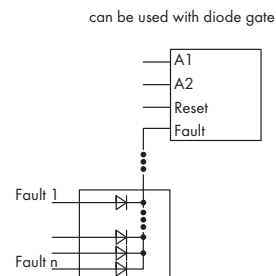 can be used with diode gate
A1
A2
Reset
Fault
Fault 1
Fault n